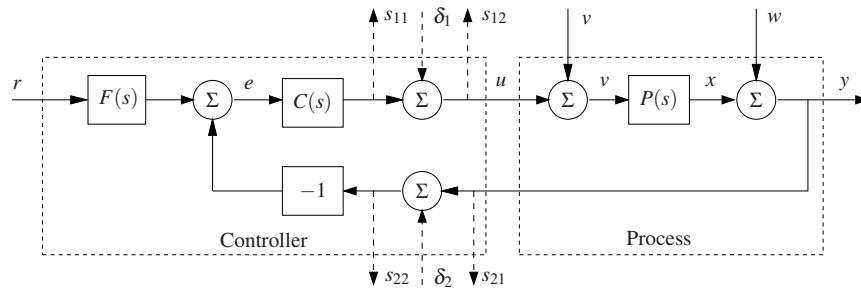 s₁₁ δ₁ s₁₂ v w
r F(s) Σ e C(s) Σ u Σ v P(s) x Σ y
−1 Σ
Controller Process
s₂₂ δ₂ s₂₁